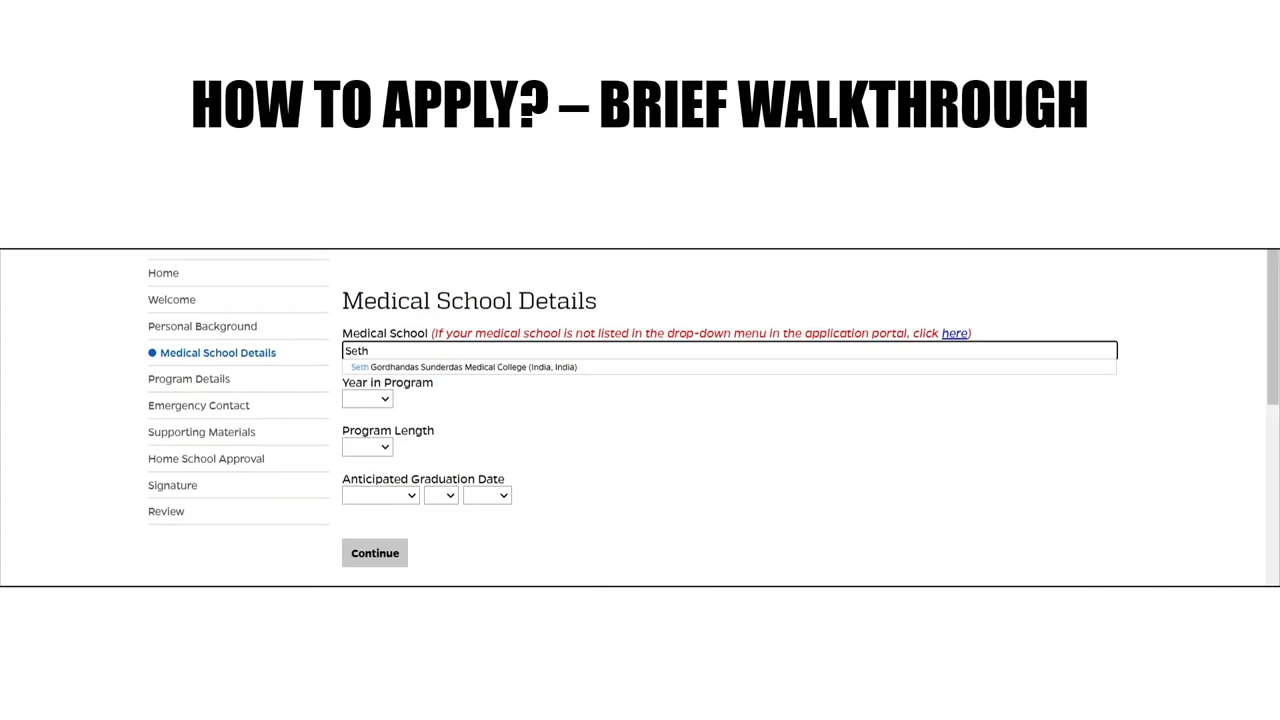 HOW TO APPLY? – BRIEF WALKTHROUGH
Home
Welcome
Personal Background
Medical School Details
Program Details
Emergency Contact
Supporting Materials
Home School Approval
Signature
Review
Medical School Details
Medical School (If your medical school is not listed in the drop-down menu in the application portal, click here)
Seth
Seth Gordhandas Sunderdas Medical College (India, India)
Year in Program
Program Length
Anticipated Graduation Date
Continue